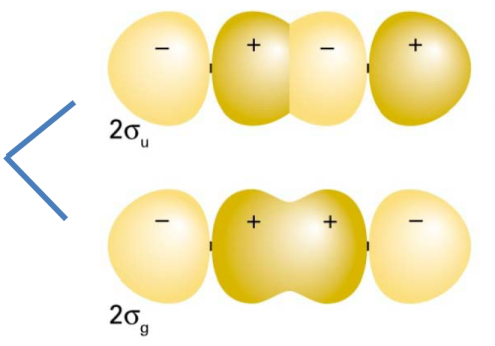 − + − +
2σu
− + + −
2σg